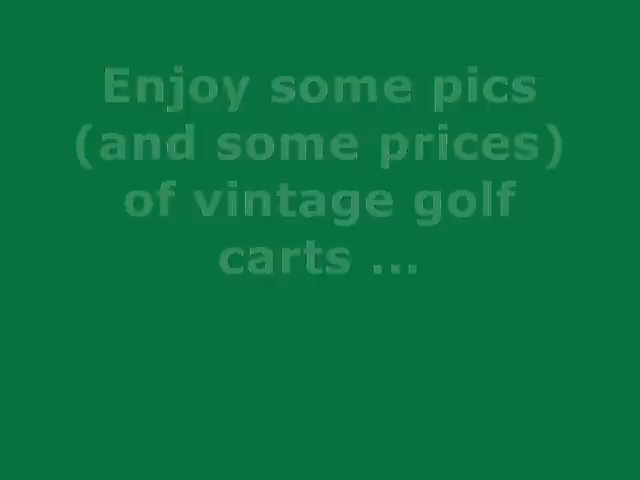 Enjoy some pics
(and some prices)
of vintage golf
carts ...